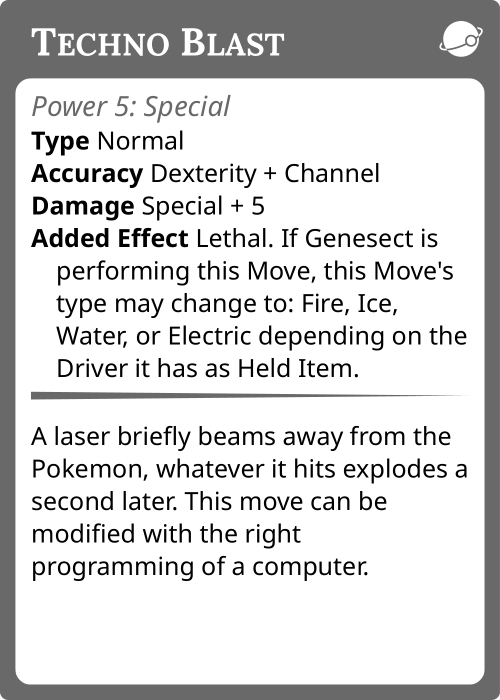 Techno Blast
Power 5: Special
Type Normal
Accuracy Dexterity + Channel
Damage Special + 5
Added Effect Lethal. If Genesect is
performing this Move, this Move's
type may change to: Fire, Ice,
Water, or Electric depending on the
Driver it has as Held Item.
A laser briefly beams away from the
Pokemon, whatever it hits explodes a
second later. This move can be
modified with the right
programming of a computer.